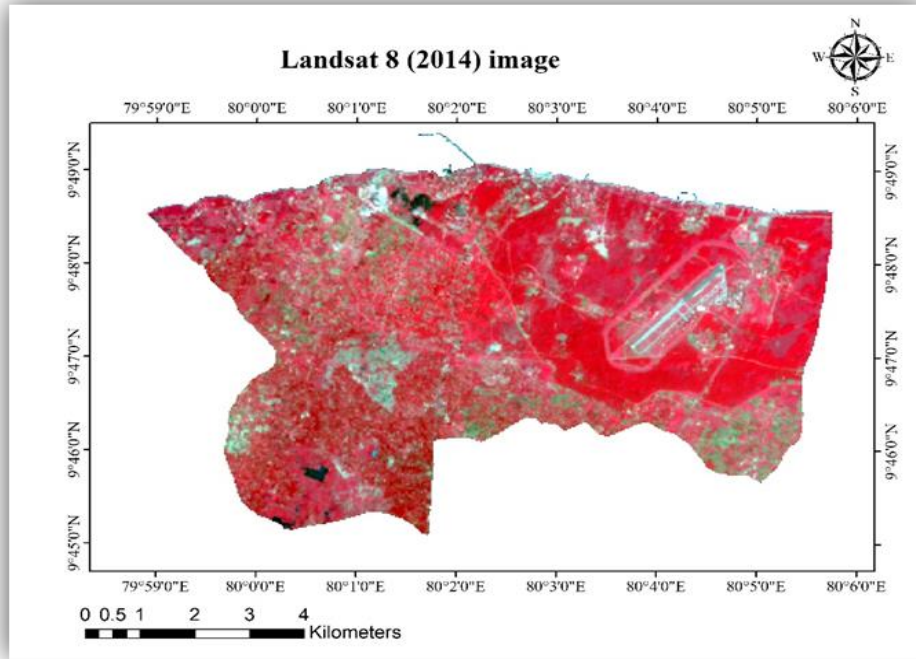 Landsat 8 (2014) image
N
W E
S
79°59'0"E 80°0'0"E 80°1'0"E 80°2'0"E 80°3'0"E 80°4'0"E 80°5'0"E 80°6'0"E
9°49'0"N 9°49'0"N
9°48'0"N 9°48'0"N
9°47'0"N 9°47'0"N
9°46'0"N 9°46'0"N
9°45'0"N
79°59'0"E 80°0'0"E 80°1'0"E 80°2'0"E 80°3'0"E 80°4'0"E 80°5'0"E 80°6'0"E
0 0.5 1 2 3 4
Kilometers